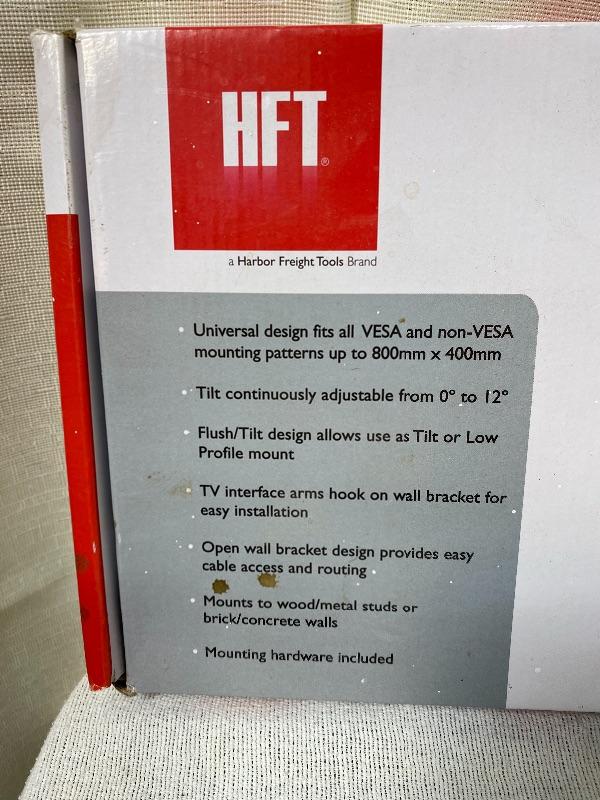 HFT®
a Harbor Freight Tools Brand
• Universal design fits all VESA and non-VESA
mounting patterns up to 800mm x 400mm
• Tilt continuously adjustable from 0° to 12°
• Flush/Tilt design allows use as Tilt or Low
Profile mount
• TV interface arms hook on wall bracket for
easy installation
• Open wall bracket design provides easy
cable access and routing
• Mounts to wood/metal studs or
brick/concrete walls
• Mounting hardware included